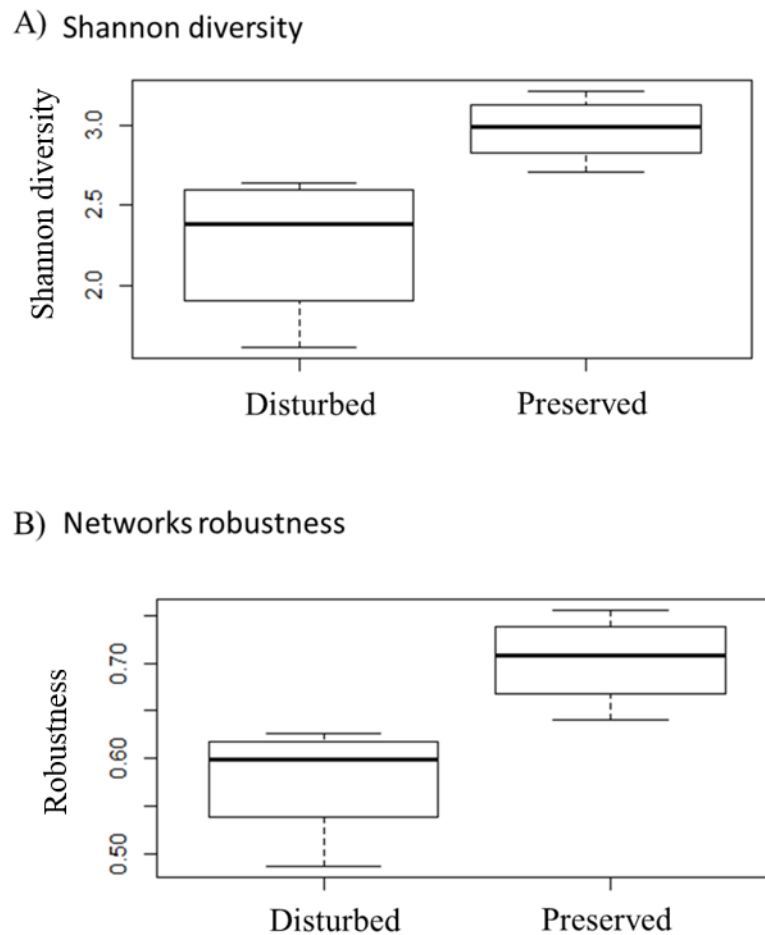 A) Shannon diversity
Shannon diversity
3.0
2.5
2.0
Disturbed Preserved
B) Networks robustness
Robustness
0.70
0.60
0.50
Disturbed Preserved